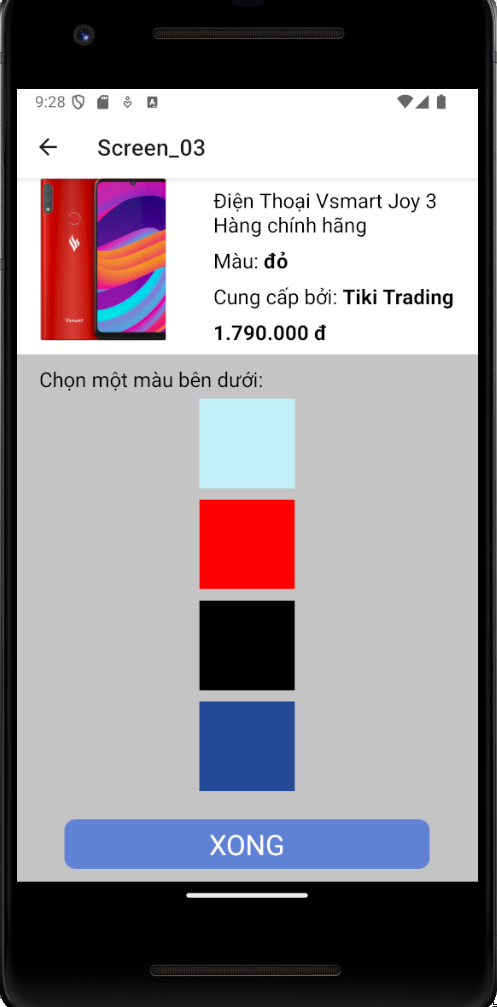 9:28
Screen_03
Vsmart
Điện Thoại Vsmart Joy 3
Hàng chính hãng
Màu: đỏ
Cung cấp bởi: Tiki Trading
1.790.000 đ
Chọn một màu bên dưới:
XONG